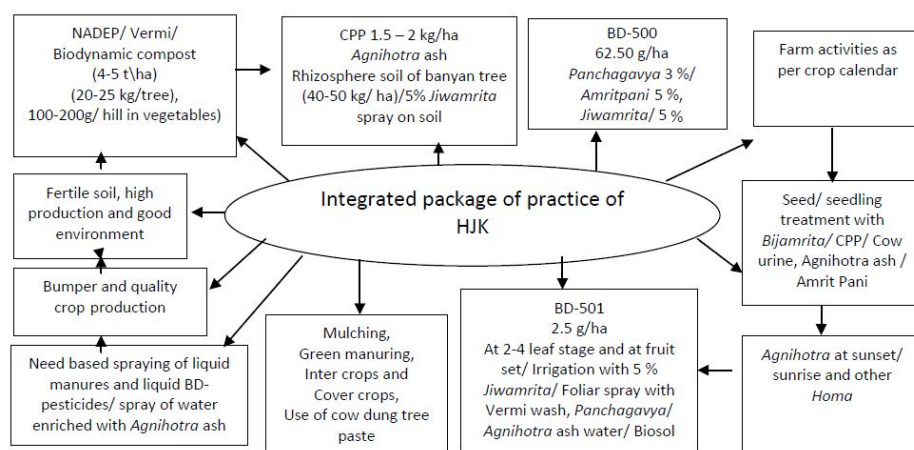 NADEP/ Vermi/
Biodynamic compost
(4-5 t\ha)
(20-25 kg/tree),
100-200g/ hill in vegetables)
CPP 1.5 – 2 kg/ha
Agnihotra ash
Rhizosphere soil of banyan tree
(40-50 kg/ ha)/5% Jiwamrita
spray on soil
BD-500
62.50 g/ha
Panchagavya 3 %/
Amritpani 5 %,
Jiwamrita/ 5 %
Farm activities as
per crop calendar
Fertile soil, high
production and good
environment
Integrated package of practice of
HJK
Seed/ seedling
treatment with
Bijamrita/ CPP/ Cow
urine, Agnihotra ash /
Amrit Pani
Bumper and quality
crop production
Need based spraying of liquid
manures and liquid BD-
pesticides/ spray of water
enriched with Agnihotra ash
Mulching,
Green manuring,
Inter crops and
Cover crops,
Use of cow dung tree
paste
BD-501
2.5 g/ha
At 2-4 leaf stage and at fruit
set/ Irrigation with 5 %
Jiwamrita/ Foliar spray with
Vermi wash, Panchagavya/
Agnihotra ash water/ Biosol
Agnihotra at sunset/
sunrise and other
Homa